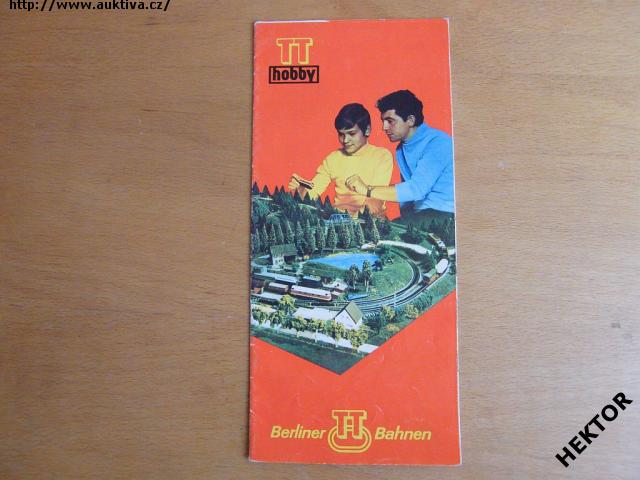 http://www.auktiva.cz/
TT
hobby
Berliner TT Bahnen
HEKTOR